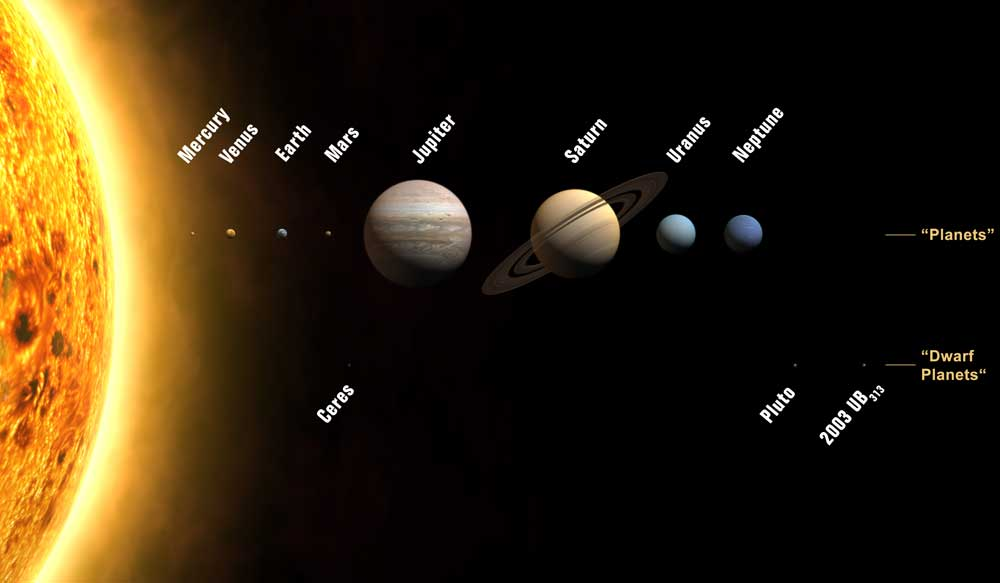 Mercury
Venus
Earth
Mars
Jupiter
Saturn
Uranus
Neptune
“Planets”
Ceres
Pluto
2003 UB313
“Dwarf
Planets“